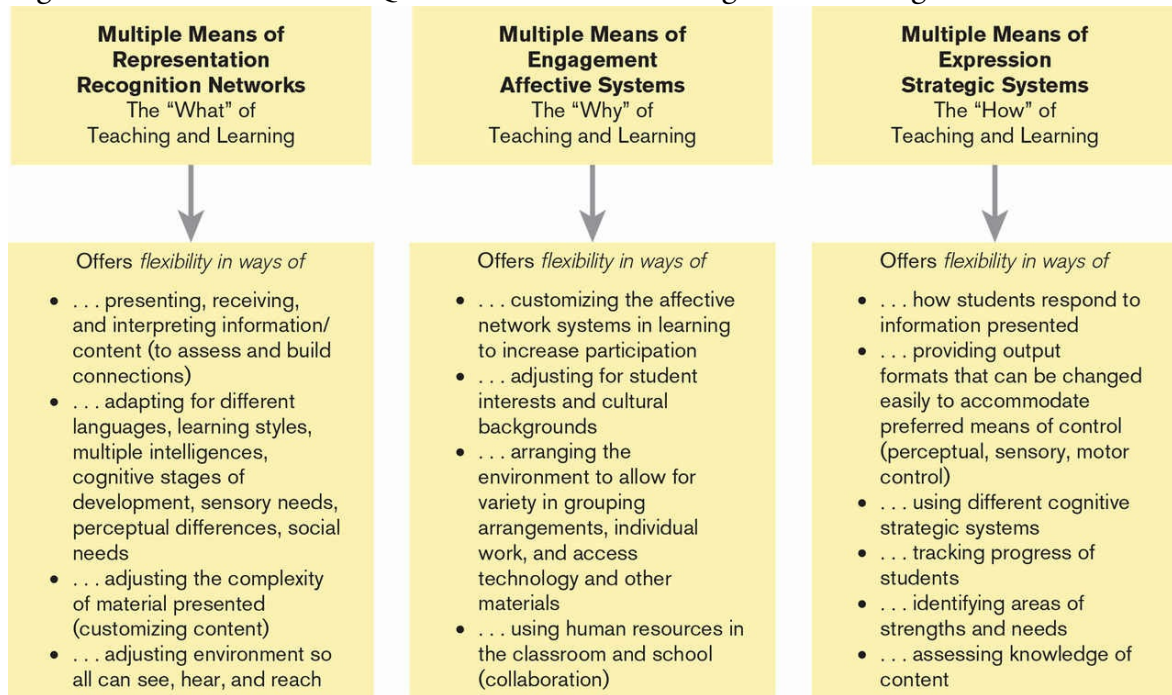 Multiple Means of
Representation
Recognition Networks
The “What” of
Teaching and Learning
Offers flexibility in ways of
• . . . presenting, receiving,
and interpreting information/
content (to assess and build
connections)
• . . . adapting for different
languages, learning styles,
multiple intelligences,
cognitive stages of
development, sensory needs,
perceptual differences, social
needs
• . . . adjusting the complexity
of material presented
(customizing content)
• . . . adjusting environment so
all can see, hear, and reach
Multiple Means of
Engagement
Affective Systems
The “Why” of
Teaching and Learning
Offers flexibility in ways of
• . . . customizing the affective
network systems in learning
to increase participation
• . . . adjusting for student
interests and cultural
backgrounds
• . . . arranging the
environment to allow for
variety in grouping
arrangements, individual
work, and access
technology and other
materials
• . . . using human resources in
the classroom and school
(collaboration)
Multiple Means of
Expression
Strategic Systems
The “How” of
Teaching and Learning
Offers flexibility in ways of
• . . . how students respond to
information presented
• . . . providing output
formats that can be changed
easily to accommodate
preferred means of control
(perceptual, sensory, motor
control)
• . . . using different cognitive
strategic systems
• . . . tracking progress of
students
• . . . identifying areas of
strengths and needs
• . . . assessing knowledge of
content